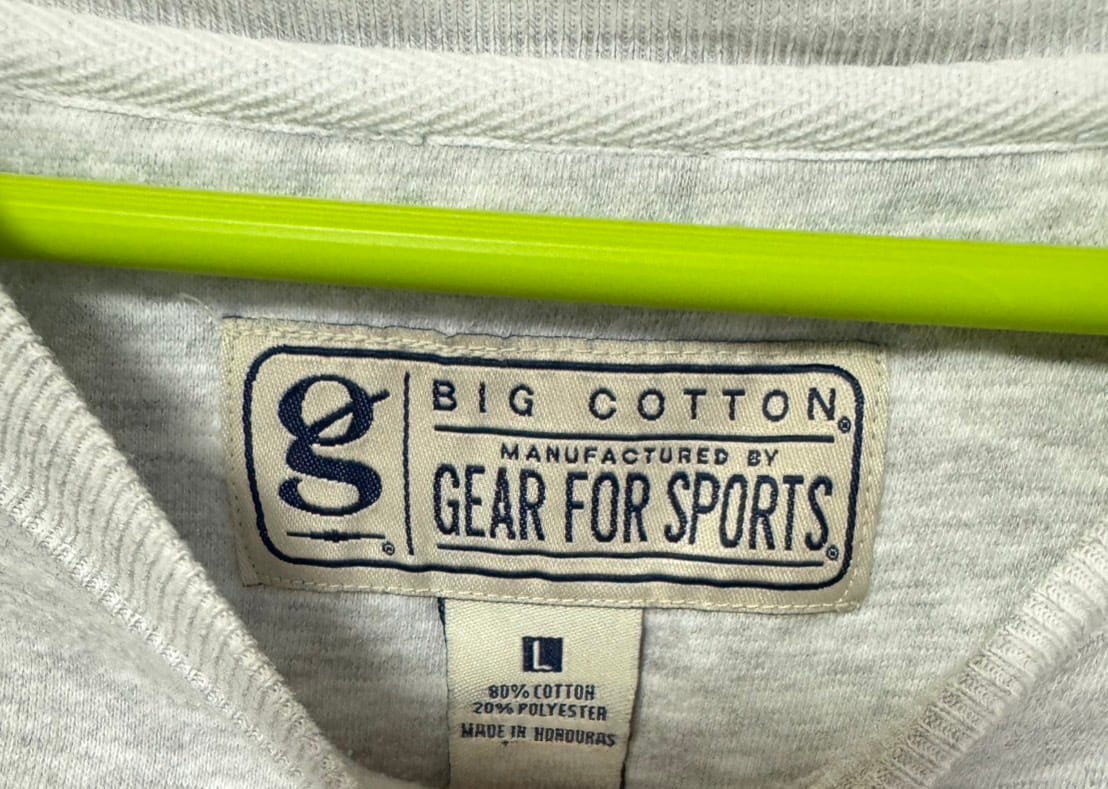 g
®
BIG COTTON®
MANUFACTURED BY
GEAR FOR SPORTS®
L
80% COTTON
20% POLYESTER
MADE IN HONDURAS